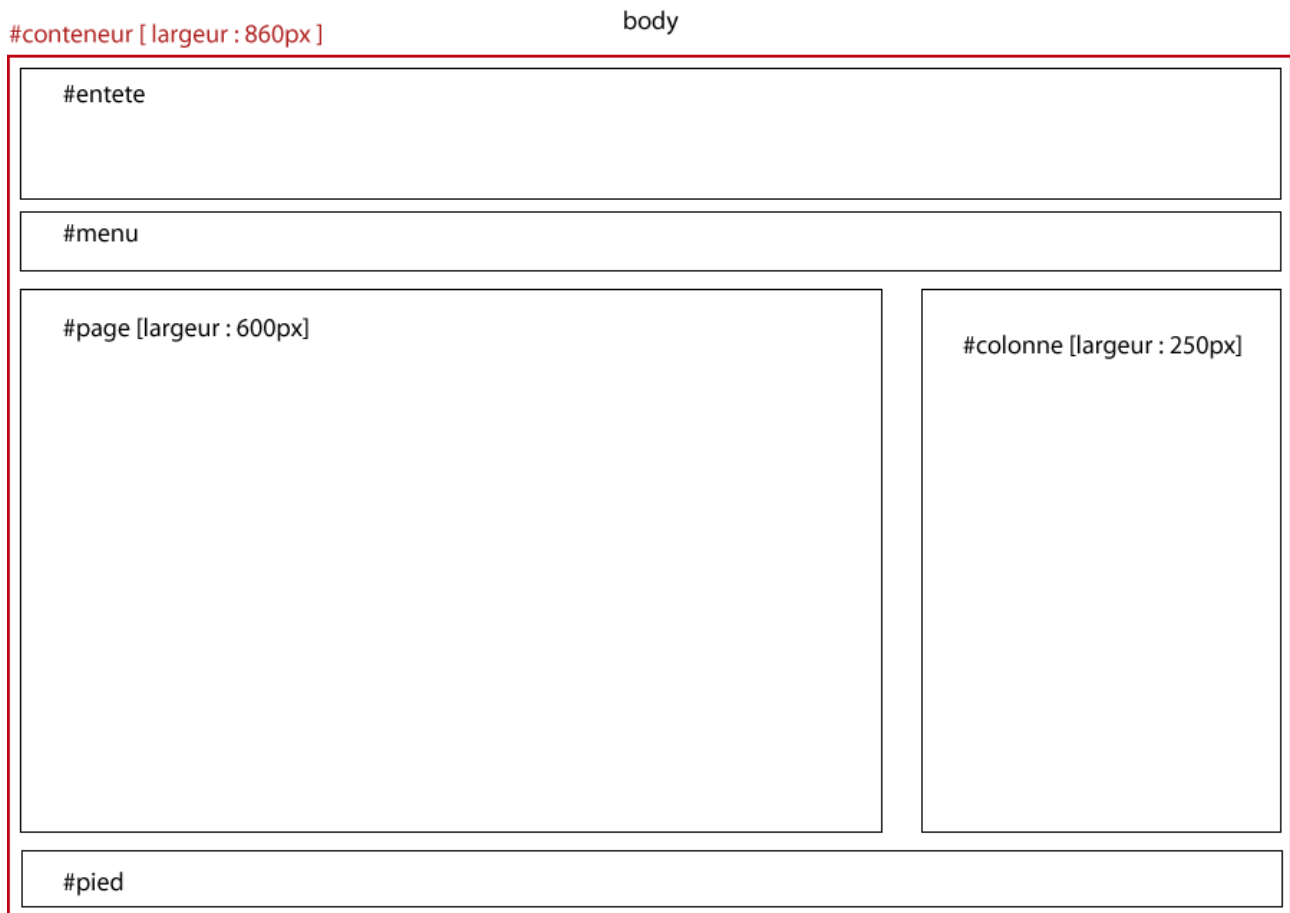 body
#conteneur [ largeur : 860px ]
#entete
#menu
#page [largeur : 600px]
#colonne [largeur : 250px]
#pied